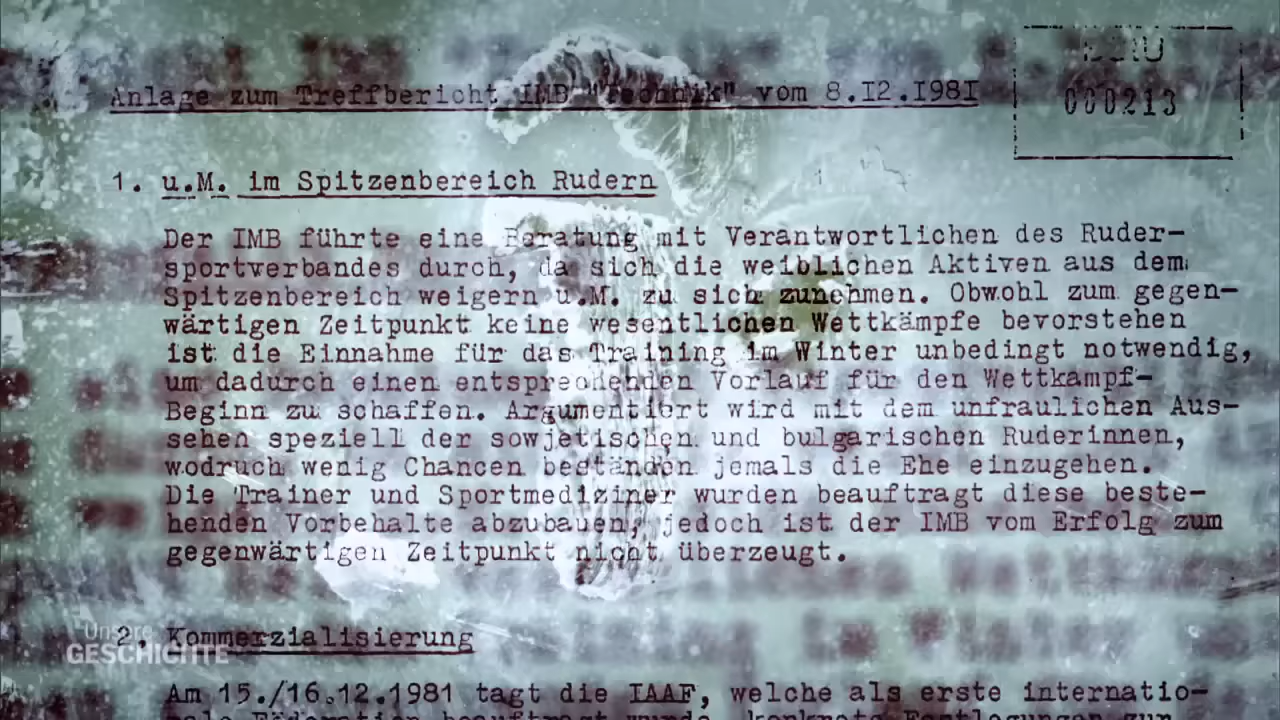 BStU
000213
Anlage zum Treffbericht IMB "Technik" vom 8.I2.I98I
1. u.M. im Spitzenbereich Rudern
Der IMB führte eine Beratung mit Verantwortlichen des Ruder-
sportverbandes durch, da sich die weiblichen Aktiven aus dem
Spitzenbereich weigern u.M. zu sich zunehmen. Obwohl zum gegen-
wärtigen Zeitpunkt keine wesentlichen Wettkämpfe bevorstehen
ist die Einnahme für das Training im Winter unbedingt notwendig,
um dadurch einen entsprechenden Vorlauf für den Wettkampf-
Beginn zu schaffen. Argumentiert wird mit dem unfraulichen Aus-
sehen speziell der sowjetischen und bulgarischen Ruderinnen,
wodruch wenig Chancen beständen jemals die Ehe einzugehen.
Die Trainer und Sportmediziner wurden beauftragt diese beste-
henden Vorbehalte abzubauen, jedoch ist der IMB vom Erfolg zum
gegenwärtigen Zeitpunkt nicht überzeugt.
2. Kommerzialisierung
Unsere
GESCHICHTE
Am 15./16.12.1981 tagt die IAAF, welche als erste internatio-